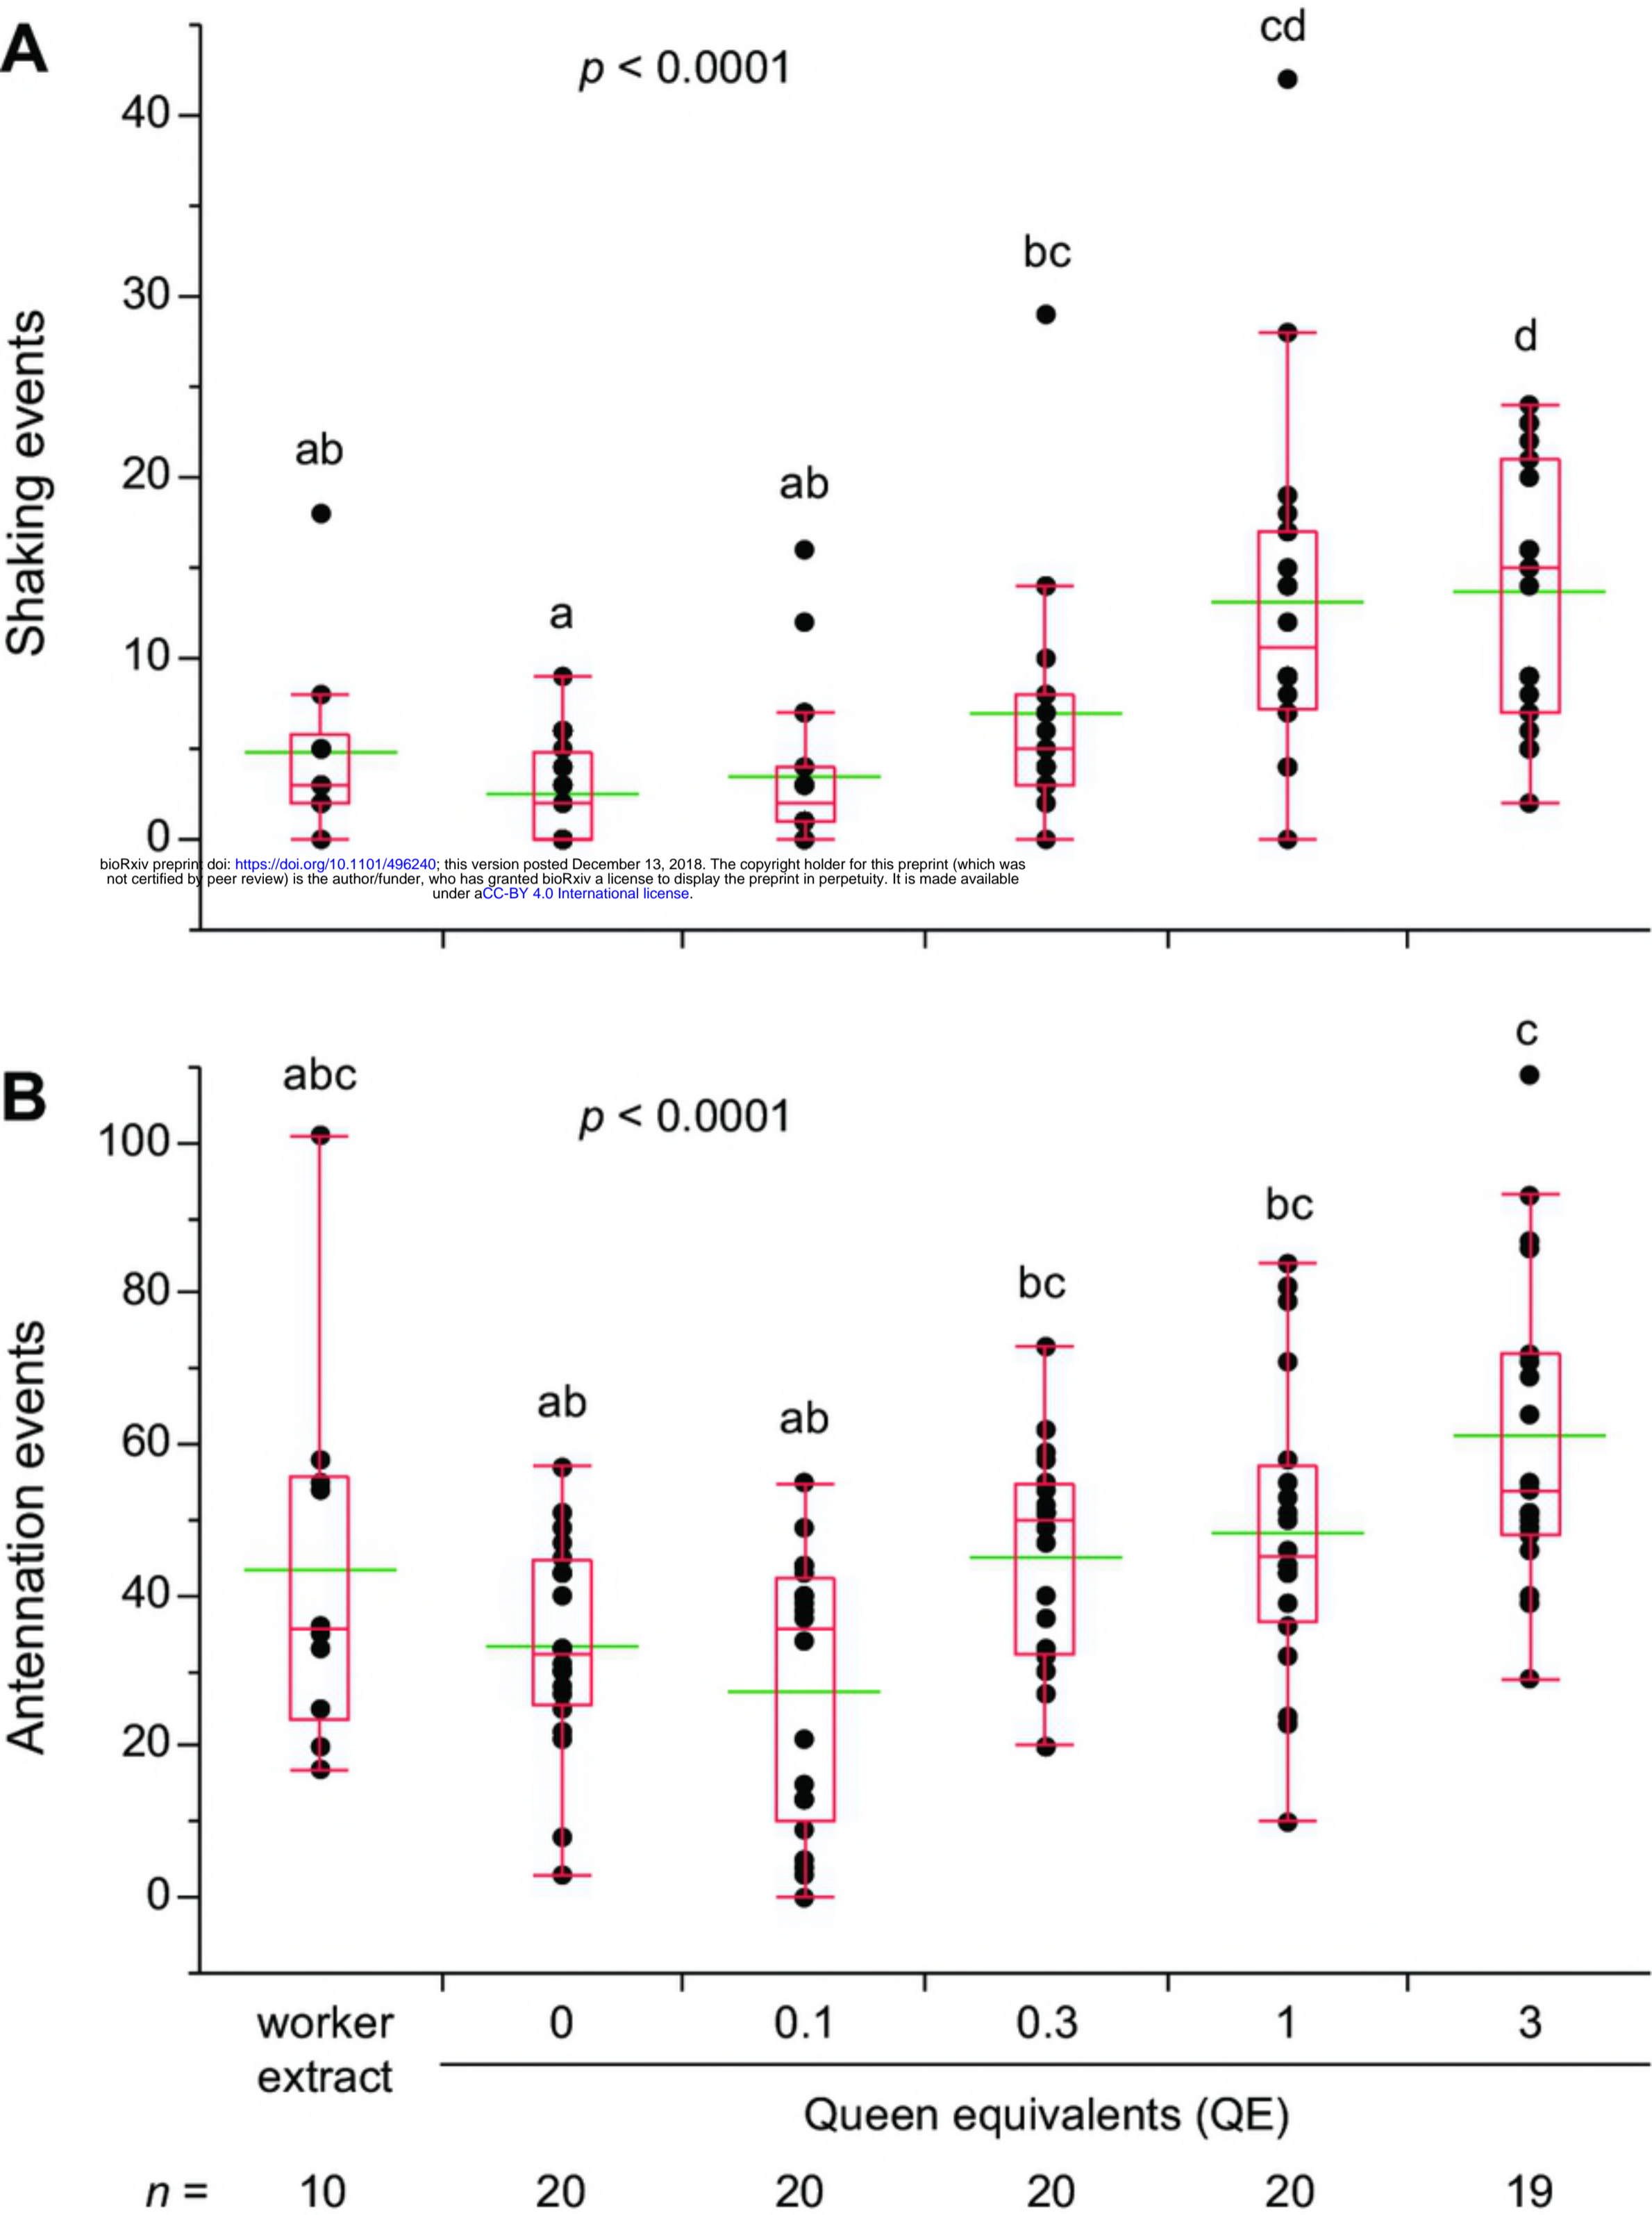 A
p < 0.0001
cd
40
30
bc
d
Shaking events
ab
20
ab
a
10
0
bioRxiv preprint doi: https://doi.org/10.1101/496240; this version posted December 13, 2018. The copyright holder for this preprint (which was
not certified by peer review) is the author/funder, who has granted bioRxiv a license to display the preprint in perpetuity. It is made available
under aCC-BY 4.0 International license.
B
abc
p < 0.0001
c
100
bc
80
bc
Antennation events
ab
ab
60
40
20
0
worker extract
0
0.1
0.3
1
3
Queen equivalents (QE)
n = 10 20 20 20 20 19